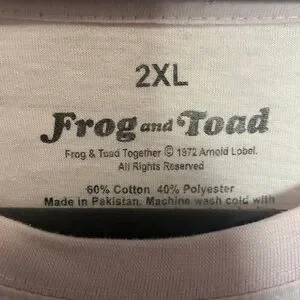 2XL
Frog and Toad
Frog & Toad Together © 1972 Arnold Lobel.
All Rights Reserved
60% Cotton 40% Polyester
Made in Pakistan. Machine wash cold with